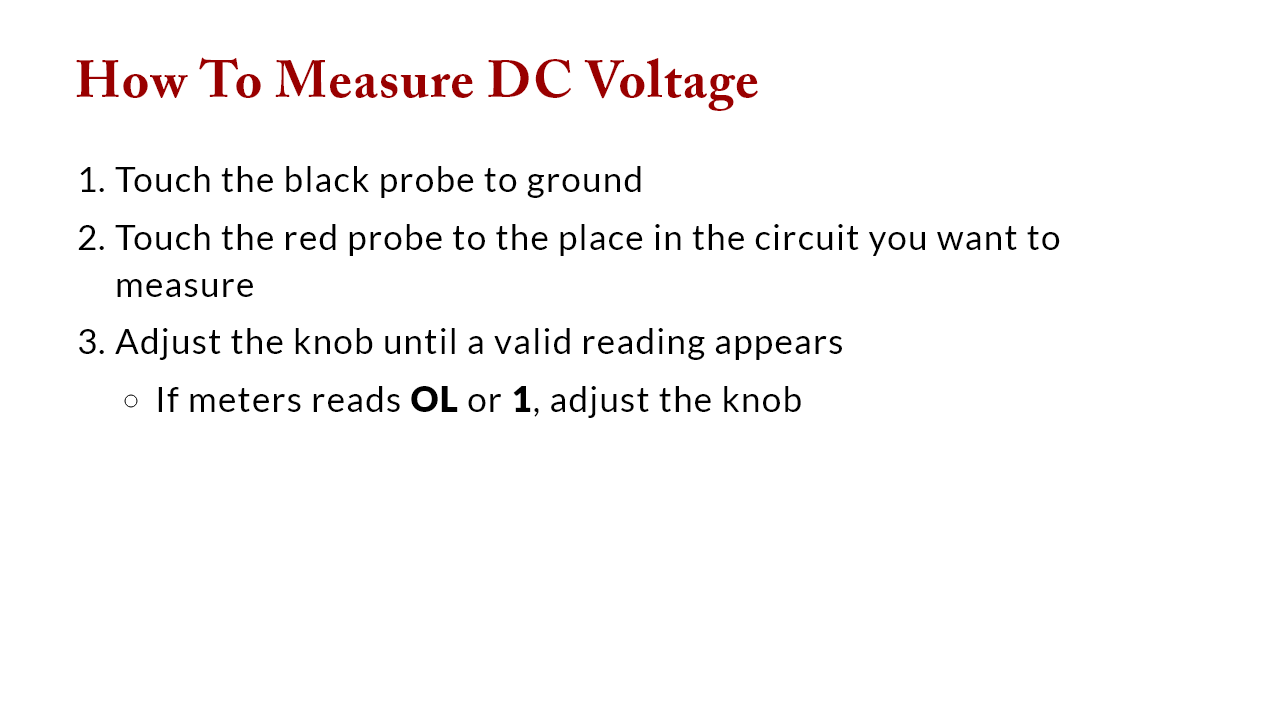 How To Measure DC Voltage
1. Touch the black probe to ground
2. Touch the red probe to the place in the circuit you want to
measure
3. Adjust the knob until a valid reading appears
○ If meters reads OL or 1, adjust the knob